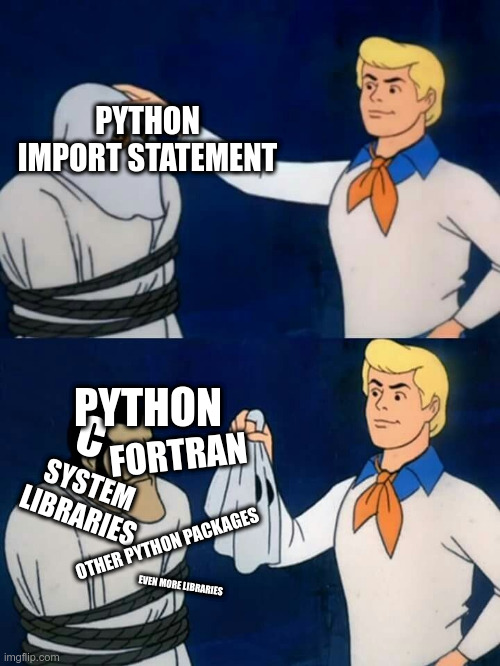 PYTHON
IMPORT STATEMENT
PYTHON
C
FORTRAN
SYSTEM
LIBRARIES
OTHER PYTHON PACKAGES
EVEN MORE LIBRARIES
imgflip.com